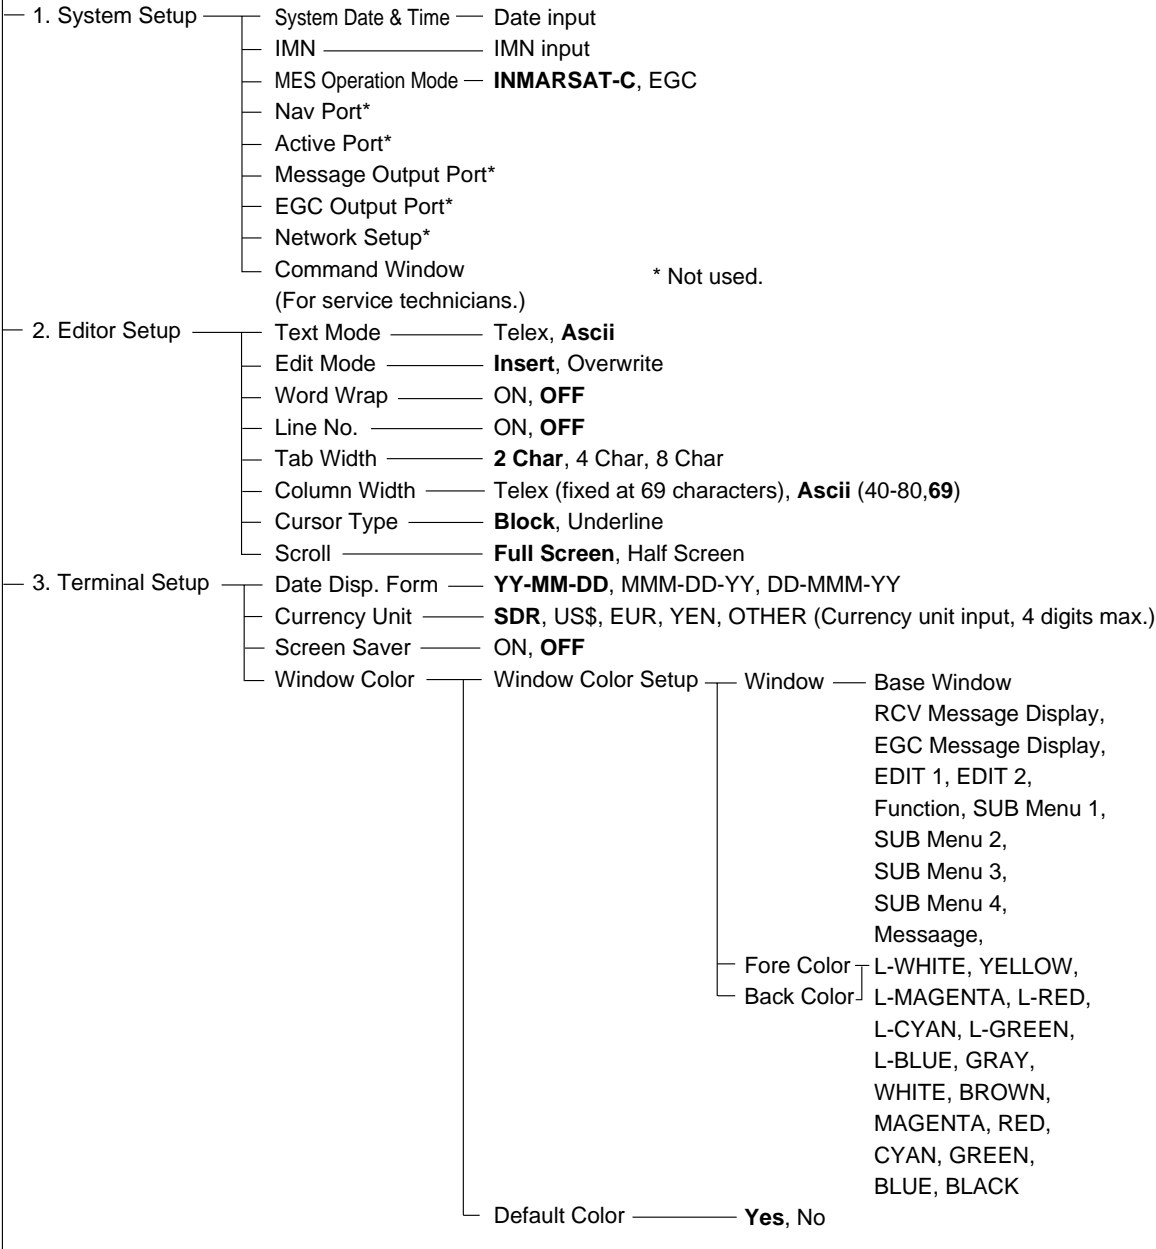 1. System Setup System Date & Time Date input
IMN IMN input
MES Operation Mode INMARSAT-C, EGC
Nav Port*
Active Port*
Message Output Port*
EGC Output Port*
Network Setup*
Command Window * Not used.
(For service technicians.)
2. Editor Setup Text Mode Telex, Ascii
Edit Mode Insert, Overwrite
Word Wrap ON, OFF
Line No. ON, OFF
Tab Width 2 Char, 4 Char, 8 Char
Column Width Telex (fixed at 69 characters), Ascii (40-80,69)
Cursor Type Block, Underline
Scroll Full Screen, Half Screen
3. Terminal Setup Date Disp. Form YY-MM-DD, MMM-DD-YY, DD-MMM-YY
Currency Unit SDR, US$, EUR, YEN, OTHER (Currency unit input, 4 digits max.)
Screen Saver ON, OFF
Window Color Window Color Setup Window Base Window
RCV Message Display,
EGC Message Display,
EDIT 1, EDIT 2,
Function, SUB Menu 1,
SUB Menu 2,
SUB Menu 3,
SUB Menu 4,
Messaage,
Fore Color L-WHITE, YELLOW,
Back Color L-MAGENTA, L-RED,
L-CYAN, L-GREEN,
L-BLUE, GRAY,
WHITE, BROWN,
MAGENTA, RED,
CYAN, GREEN,
BLUE, BLACK
Default Color Yes, No